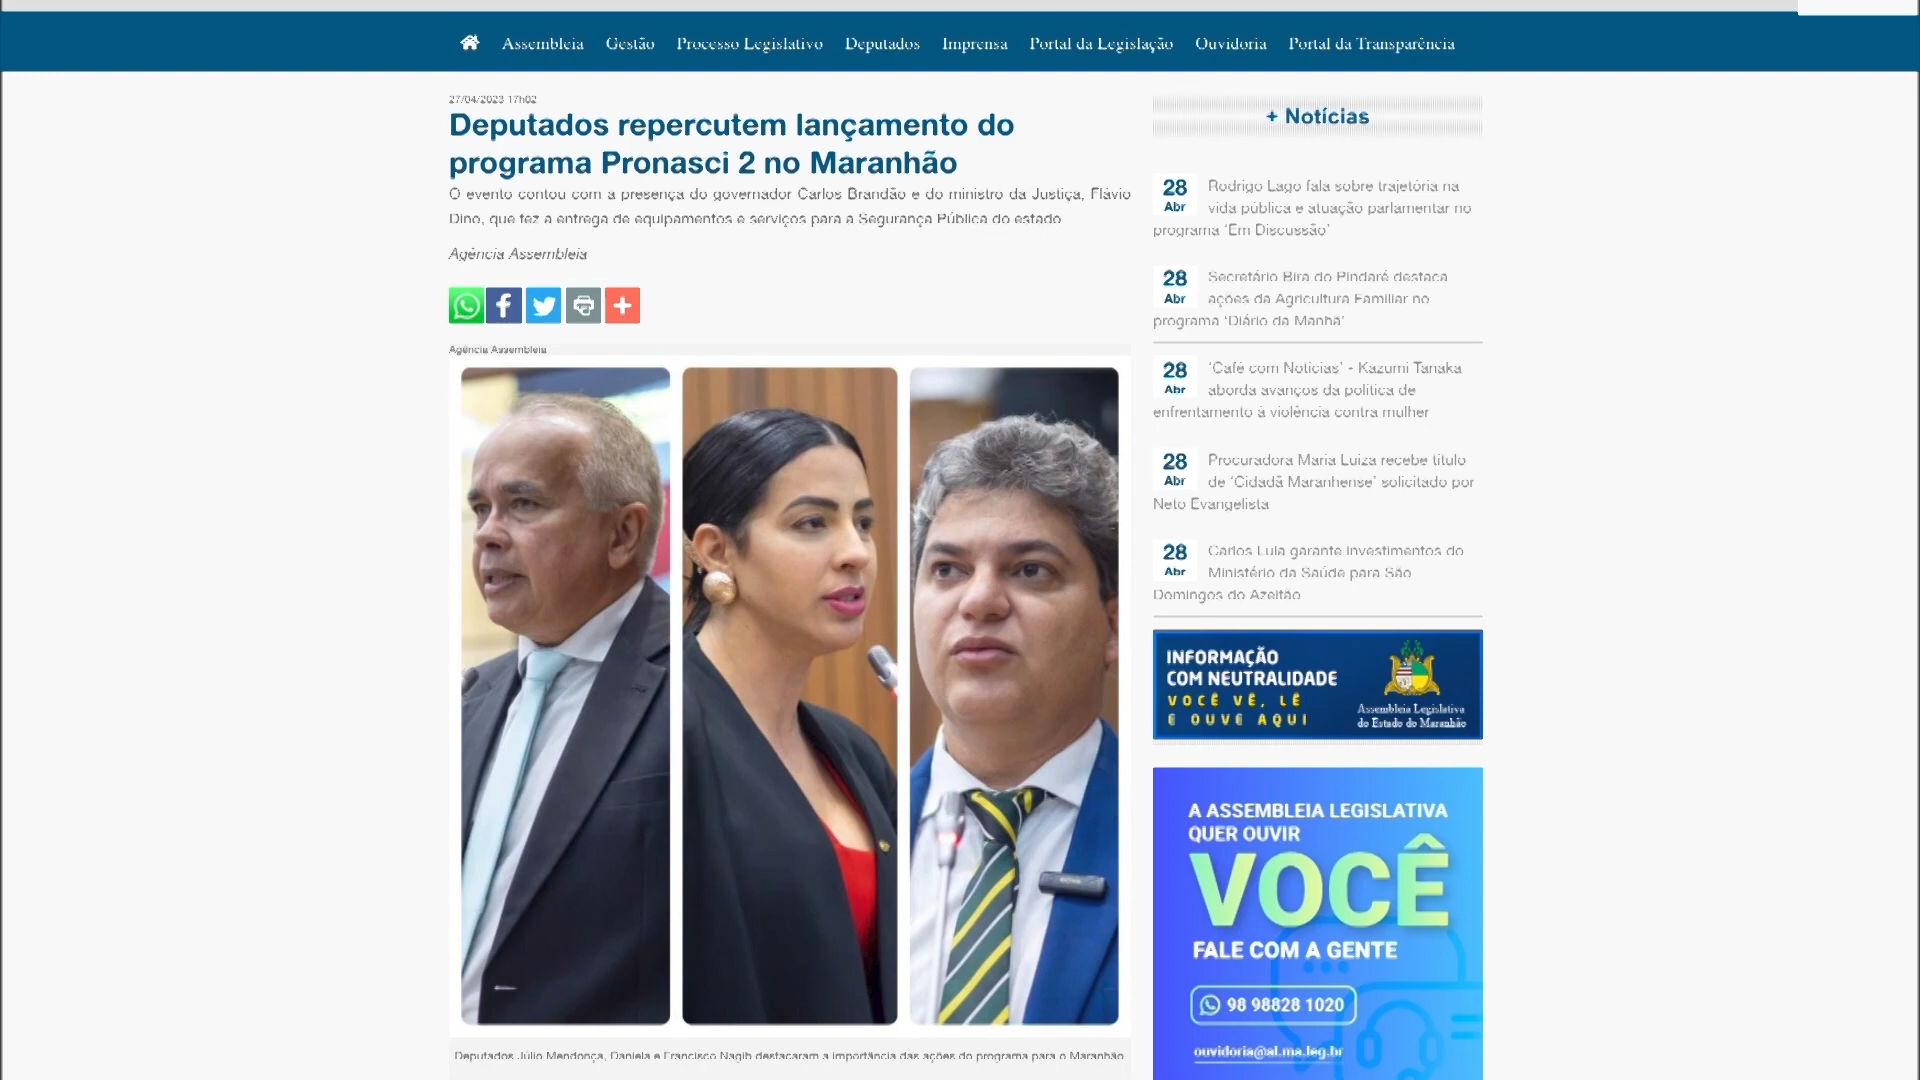 Assembleia Gestão Processo Legislativo Deputados Imprensa Portal da Legislação Ouvidoria Portal da Transparência
27/04/2023 17h02
Deputados repercutem lançamento do
programa Pronasci 2 no Maranhão
O evento contou com a presença do governador Carlos Brandão e do ministro da Justiça, Flávio
Dino, que fez a entrega de equipamentos e serviços para a Segurança Pública do estado
Agência Assembleia
Agência Assembleia
Deputados Júlio Mendonça, Daniela e Francisco Nagib destacaram a importância das ações do programa para o Maranhão
+ Notícias
28 Rodrigo Lago fala sobre trajetória na
Abr vida pública e atuação parlamentar no
programa ‘Em Discussão’
28 Secretário Bira do Pindaré destaca
Abr ações da Agricultura Familiar no
programa ‘Diário da Manhã’
28 ‘Café com Notícias’ - Kazumi Tanaka
Abr aborda avanços da política de
enfrentamento à violência contra mulher
28 Procuradora Maria Luiza recebe título
Abr de ‘Cidadã Maranhense’ solicitado por
Neto Evangelista
28 Carlos Lula garante investimentos do
Abr Ministério da Saúde para São
Domingos do Azeitão
INFORMAÇÃO
COM NEUTRALIDADE
VOCÊ VÊ, LÊ
E OUVE AQUI
Assembleia Legislativa
do Estado do Maranhão
A ASSEMBLEIA LEGISLATIVA
QUER OUVIR
VOCÊ
FALE COM A GENTE
98 98828 1020
ouvidoria@al.ma.leg.br